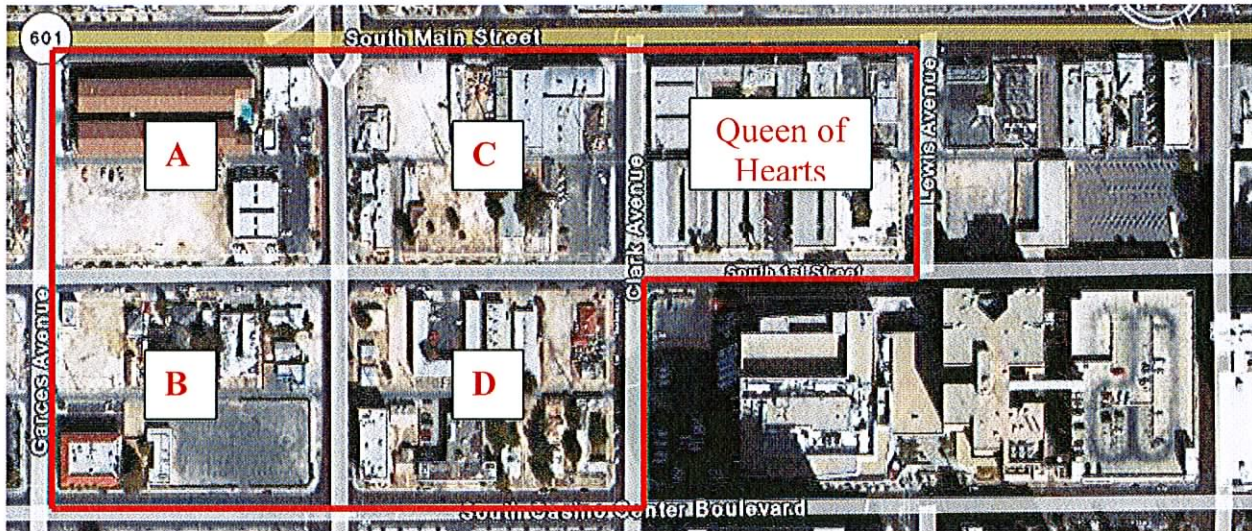 601
South Main Street
A
C
Queen of
Hearts
Lewis Avenue
Clark Avenue
South 1st Street
Garces Avenue
B
D
South Casino Center Boulevard